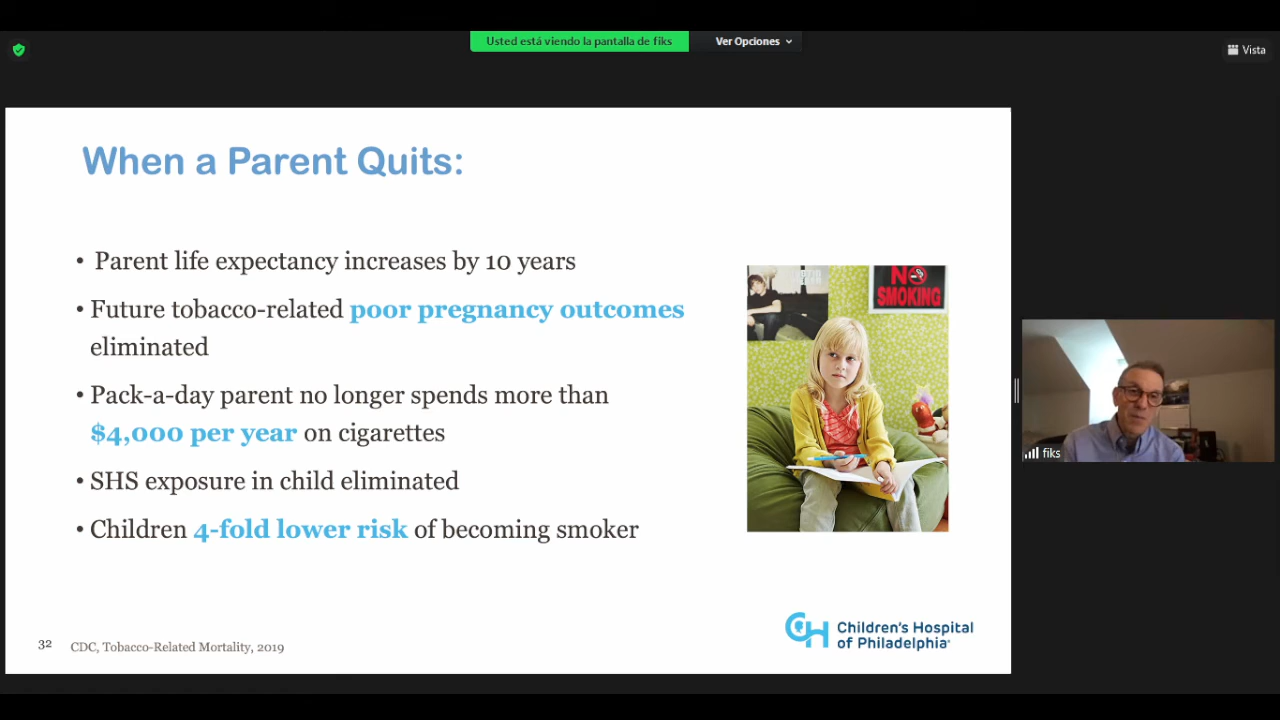 Usted está viendo la pantalla de fiks
Ver Opciones
Vista
When a Parent Quits:
• Parent life expectancy increases by 10 years
• Future tobacco-related poor pregnancy outcomes
eliminated
• Pack-a-day parent no longer spends more than
$4,000 per year on cigarettes
• SHS exposure in child eliminated
• Children 4-fold lower risk of becoming smoker
NO
SMOKING
fiks
32
CDC, Tobacco-Related Mortality, 2019
CH
Children's Hospital
of Philadelphia